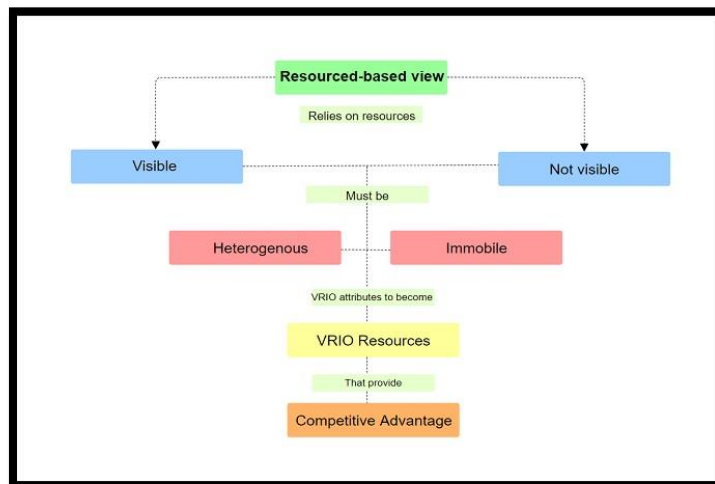 Resourced-based view
Relies on resources
Visible
Not visible
Must be
Heterogenous
Immobile
VRIO attributes to become
VRIO Resources
That provide
Competitive Advantage